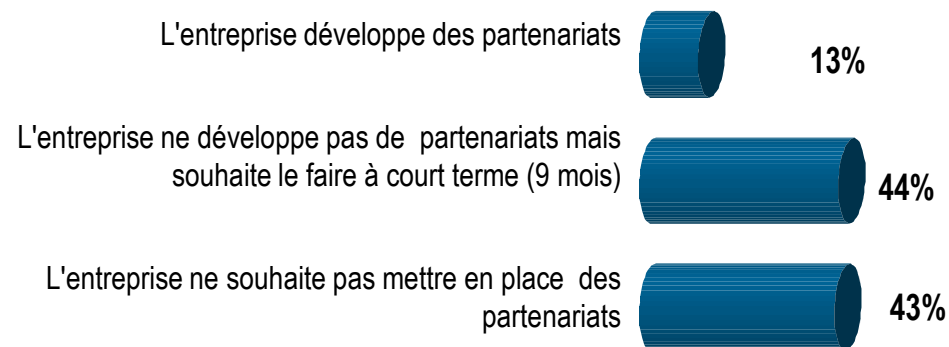 L'entreprise développe des partenariats
13%
L'entreprise ne développe pas de partenariats mais
souhaite le faire à court terme (9 mois)
44%
L'entreprise ne souhaite pas mettre en place des
partenariats
43%